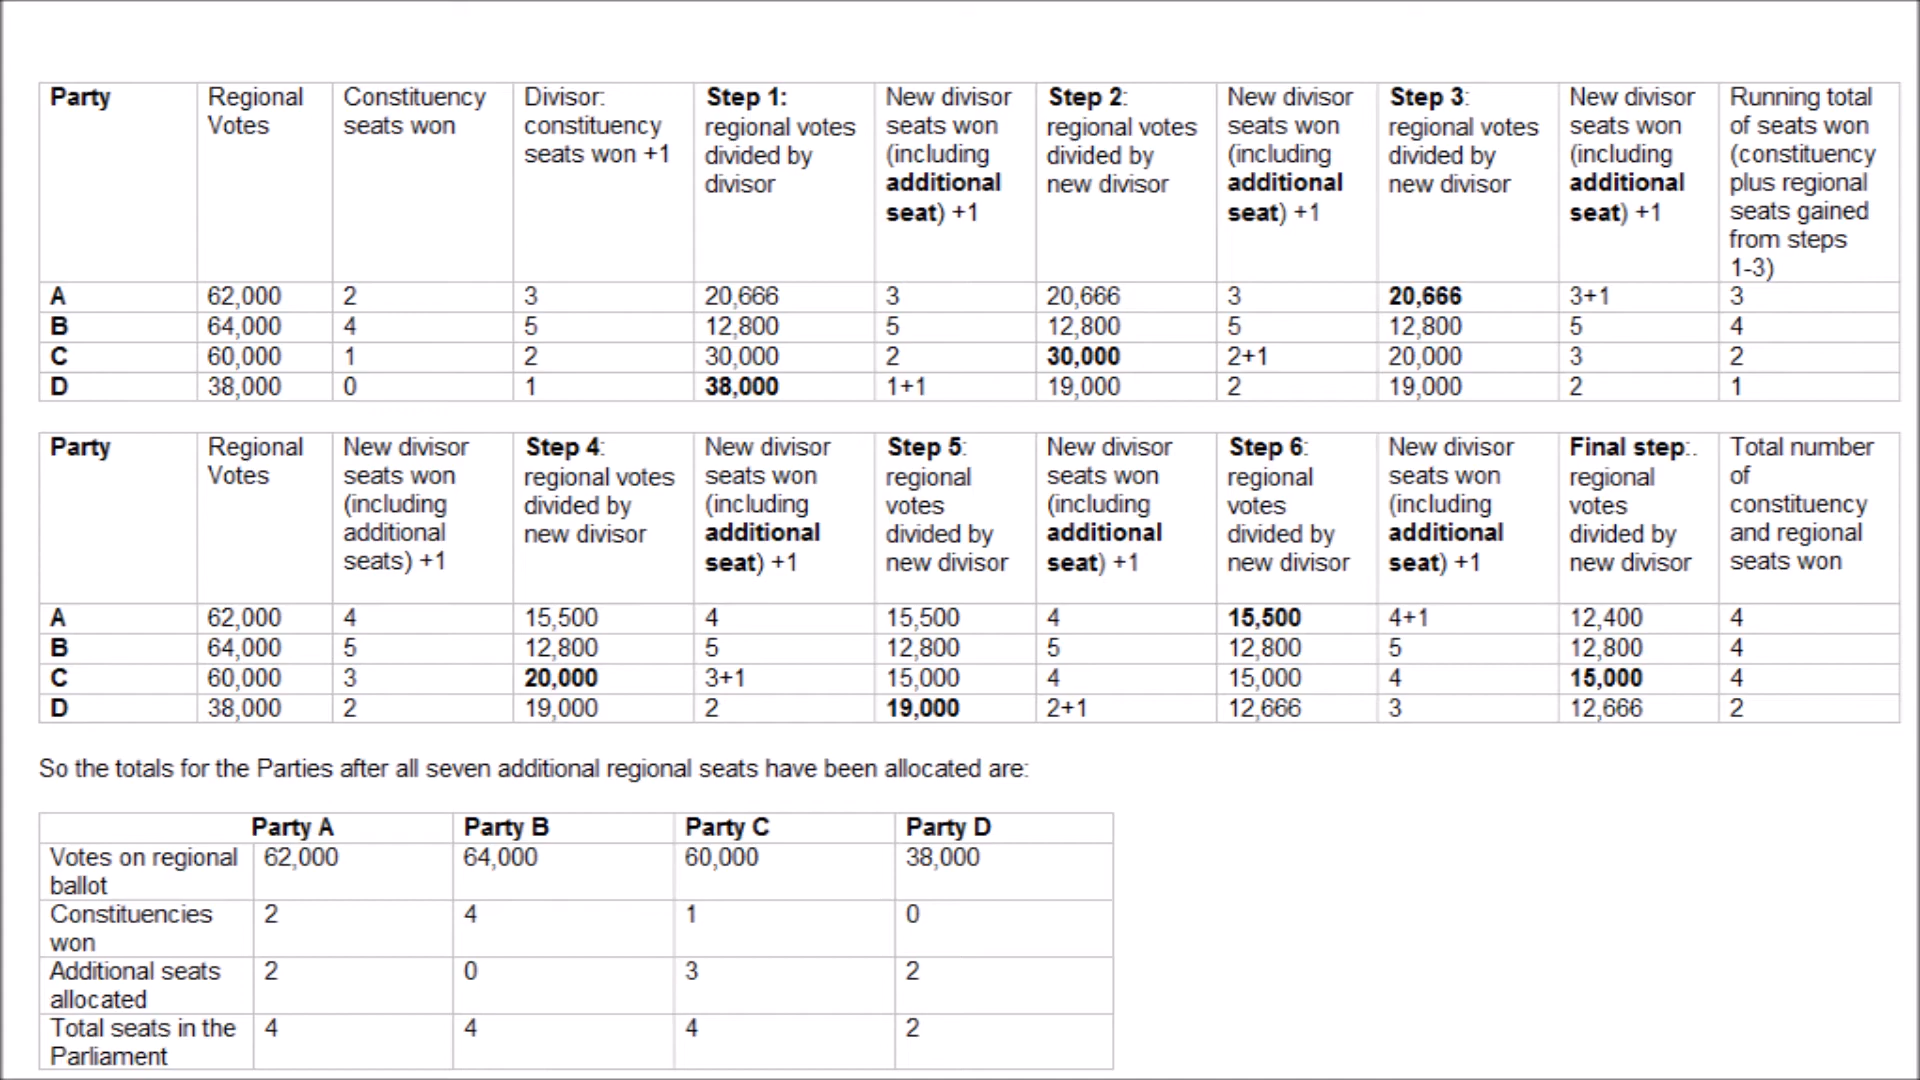 Party Regional Votes Constituency seats won Divisor: constituency seats won +1 Step 1: regional votes divided by divisor New divisor seats won (including additional seat) +1 Step 2: regional votes divided by new divisor New divisor seats won (including additional seat) +1 Step 3: regional votes divided by new divisor New divisor seats won (including additional seat) +1 Running total of seats won (constituency plus regional seats gained from steps 1-3)
A 62,000 2 3 20,666 3 20,666 3 20,666 3+1 3
B 64,000 4 5 12,800 5 12,800 5 12,800 5 4
C 60,000 1 2 30,000 2 30,000 2+1 20,000 3 2
D 38,000 0 1 38,000 1+1 19,000 2 19,000 2 1
Party Regional Votes New divisor seats won (including additional seats) +1 Step 4: regional votes divided by new divisor New divisor seats won (including additional seat) +1 Step 5: regional votes divided by new divisor New divisor seats won (including additional seat) +1 Step 6: regional votes divided by new divisor New divisor seats won (including additional seat) +1 Final step:. regional votes divided by new divisor Total number of constituency and regional seats won
A 62,000 4 15,500 4 15,500 4 15,500 4+1 12,400 4
B 64,000 5 12,800 5 12,800 5 12,800 5 12,800 4
C 60,000 3 20,000 3+1 15,000 4 15,000 4 15,000 4
D 38,000 2 19,000 2 19,000 2+1 12,666 3 12,666 2
So the totals for the Parties after all seven additional regional seats have been allocated are:
Party A Party B Party C Party D
Votes on regional ballot 62,000 64,000 60,000 38,000
Constituencies won 2 4 1 0
Additional seats allocated 2 0 3 2
Total seats in the Parliament 4 4 4 2